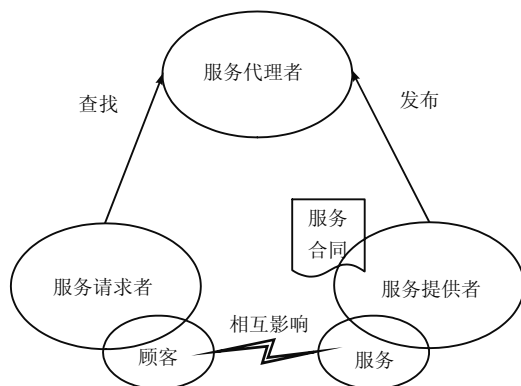 服务代理者
查找
发布
服务
合同
服务请求者
服务提供者
相互影响
顾客
服务